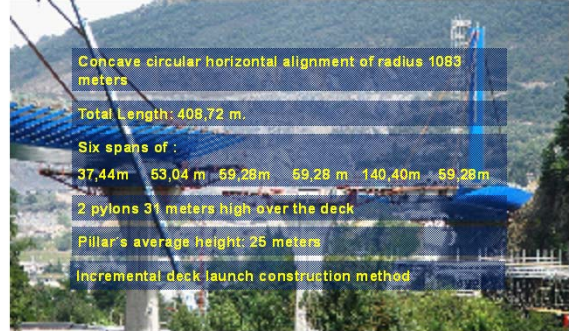 Concave circular horizontal alignment of radius 1083
meters
Total Length: 408,72 m.
Six spans of :
37,44m 53,04 m 59,28m 59,28 m 140,40m 59,28m
2 pylons 31 meters high over the deck
Pillar´s average height: 25 meters
Incremental deck launch construction method